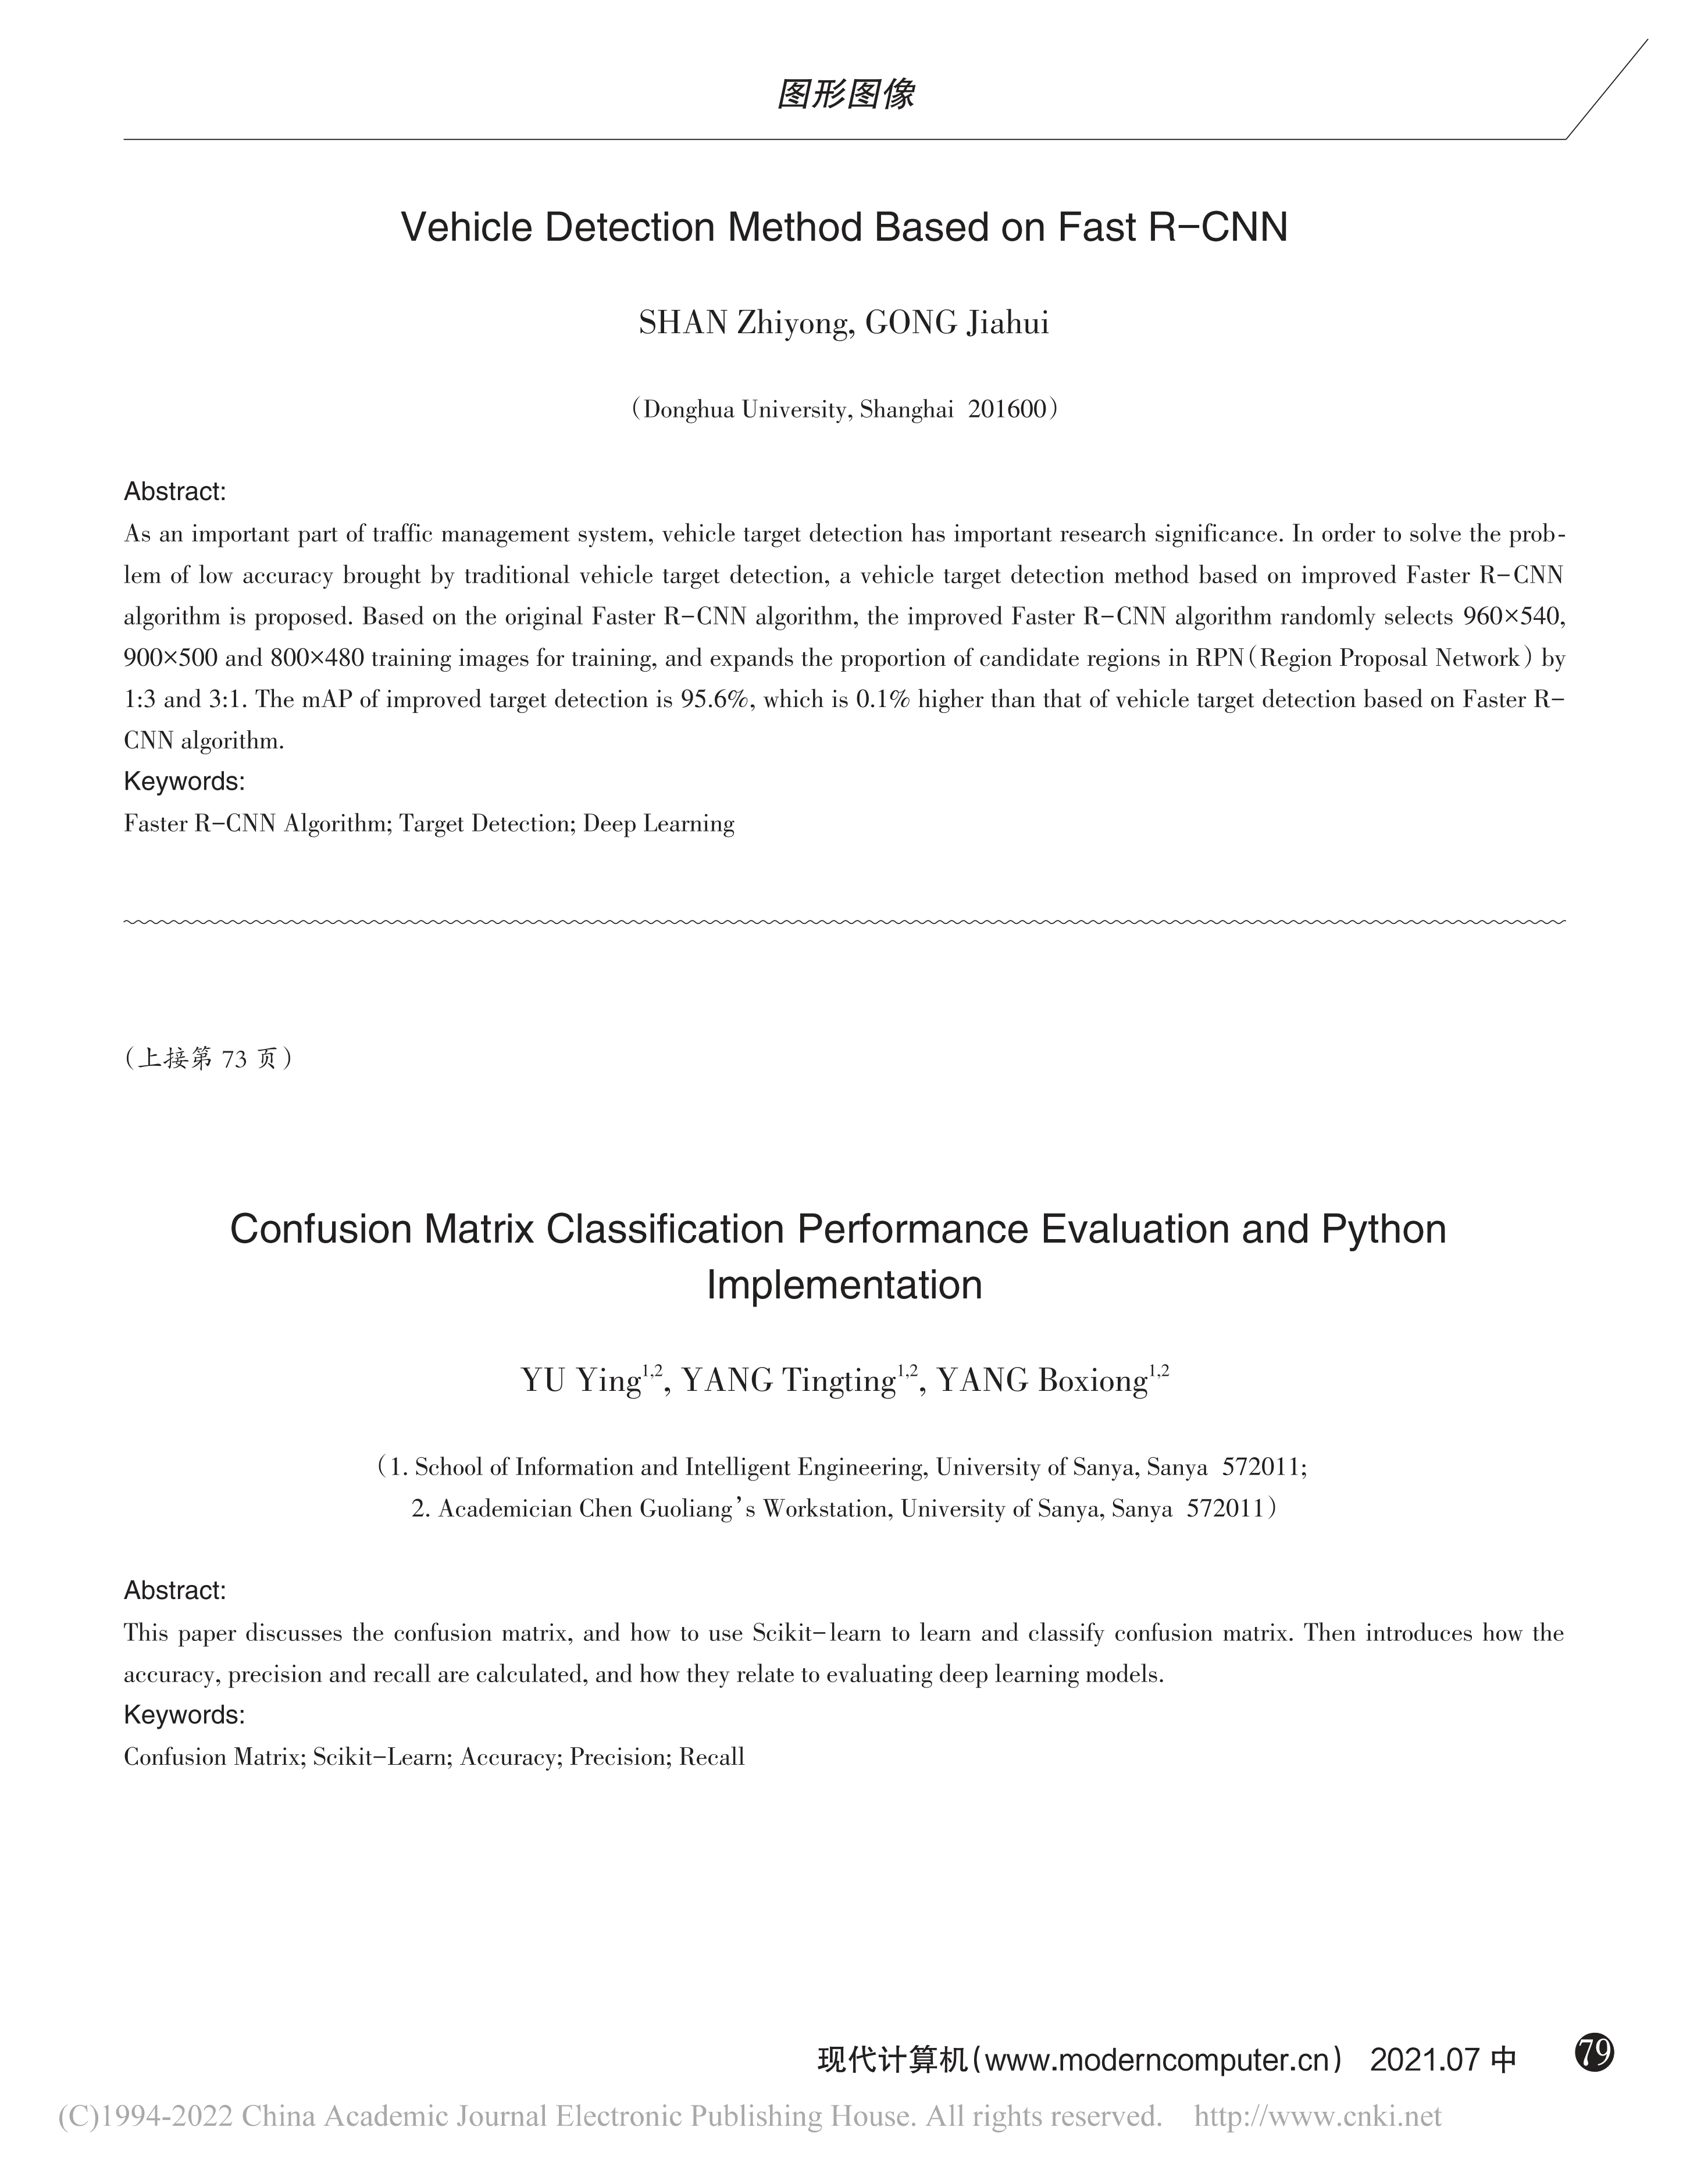 图形图像
Vehicle Detection Method Based on Fast R-CNN
SHAN Zhiyong, GONG Jiahui
(Donghua University, Shanghai 201600)
Abstract:
As an important part of traffic management system, vehicle target detection has important research significance. In order to solve the prob-
lem of low accuracy brought by traditional vehicle target detection, a vehicle target detection method based on improved Faster R-CNN
algorithm is proposed. Based on the original Faster R-CNN algorithm, the improved Faster R-CNN algorithm randomly selects 960×540,
900×500 and 800×480 training images for training, and expands the proportion of candidate regions in RPN(Region Proposal Network) by
1:3 and 3:1. The mAP of improved target detection is 95.6%, which is 0.1% higher than that of vehicle target detection based on Faster R-
CNN algorithm.
Keywords:
Faster R-CNN Algorithm; Target Detection; Deep Learning
(上接第 73 页)
Confusion Matrix Classification Performance Evaluation and Python
Implementation
YU Ying1,2, YANG Tingting1,2, YANG Boxiong1,2
(1. School of Information and Intelligent Engineering, University of Sanya, Sanya 572011;
2. Academician Chen Guoliang's Workstation, University of Sanya, Sanya 572011)
Abstract:
This paper discusses the confusion matrix, and how to use Scikit-learn to learn and classify confusion matrix. Then introduces how the
accuracy, precision and recall are calculated, and how they relate to evaluating deep learning models.
Keywords:
Confusion Matrix; Scikit-Learn; Accuracy; Precision; Recall
现代计算机(www.moderncomputer.cn) 2021.07 中 79
(C)1994-2022 China Academic Journal Electronic Publishing House. All rights reserved. http://www.cnki.net